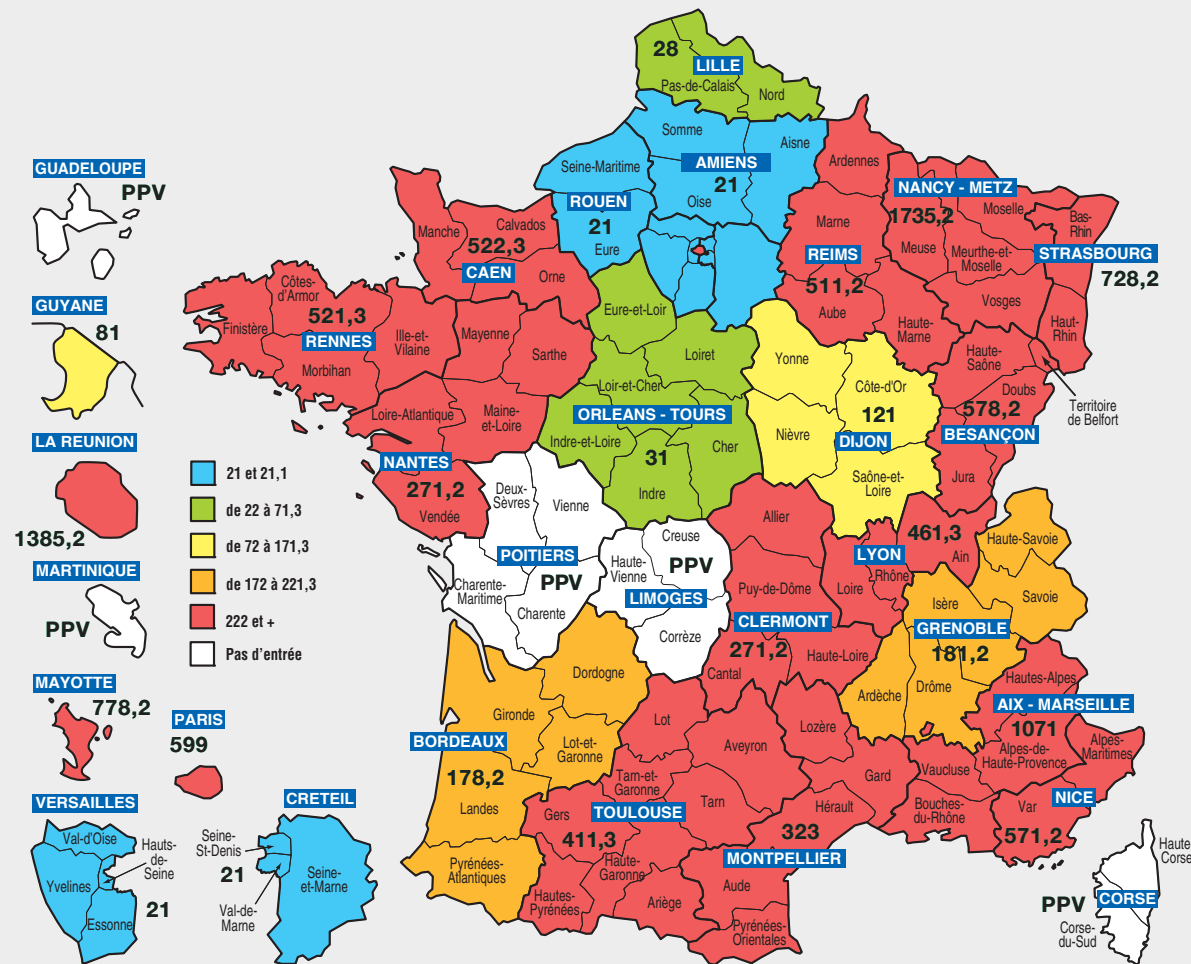 28
LILLE
Pas-de-Calais
Nord
Somme
Aisne
AMIENS
21
Oise
Seine-Maritime
ROUEN
21
Eure
Ardennes
Marne
REIMS
511,2
Aube
Haute-
Marne
NANCY - METZ
1735,2
Moselle
Meuse
Meurthe-et-
Moselle
Vosges
Bas-
Rhin
STRASBOURG
728,2
Haut-
Rhin
GUADELOUPE
PPV
GUYANE
81
LA REUNION
1385,2
MARTINIQUE
PPV
MAYOTTE
778,2
PARIS
599
VERSAILLES
Val-d'Oise
Hauts-
de-
Seine
Yvelines
21
Essonne
CRETEIL
Seine-
St-Denis
21
Seine-
et-Marne
Val-de-
Marne
21 et 21,1
de 22 à 71,3
de 72 à 171,3
de 172 à 221,3
222 et +
Pas d'entrée
Manche
Calvados
522,3
CAEN
Orne
Côtes-
d'Armor
521,3
Finistère
RENNES
Ille-et-
Vilaine
Morbihan
Mayenne
Sarthe
Loire-Atlantique
Maine-
et-Loire
NANTES
271,2
Vendée
Eure-et-Loir
Loiret
Loir-et-Cher
ORLEANS - TOURS
Indre-et-Loire
31
Cher
Indre
Yonne
Côte-d'Or
121
Nièvre
DIJON
Saône-et-
Loire
Haute-
Saône
Doubs
578,2
BESANÇON
Jura
Territoire
de Belfort
Deux-
Sèvres
Vienne
POITIERS
PPV
Charente-
Maritime
Charente
Creuse
Haute-
Vienne
PPV
LIMOGES
Corrèze
Allier
Puy-de-Dôme
CLERMONT
271,2
Haute-Loire
Cantal
461,3
LYON
Ain
Rhône
Loire
Haute-Savoie
Savoie
Isère
GRENOBLE
181,2
Ardèche
Drôme
Dordogne
Gironde
BORDEAUX
Lot-et-
Garonne
178,2
Landes
Pyrénées-
Atlantiques
Lot
Aveyron
Tarn-et-
Garonne
Tarn
Gers
TOULOUSE
411,3
Haute-
Garonne
Hautes-
Pyrénées
Ariège
Lozère
Gard
Hérault
323
MONTPELLIER
Aude
Pyrénées-
Orientales
Hautes-Alpes
AIX - MARSEILLE
1071
Alpes-de-
Haute-Provence
Vaucluse
Bouches-
du-Rhône
Alpes-
Maritimes
NICE
Var
571,2
Haute
Corse
PPV
CORSE
Corse-
du-Sud